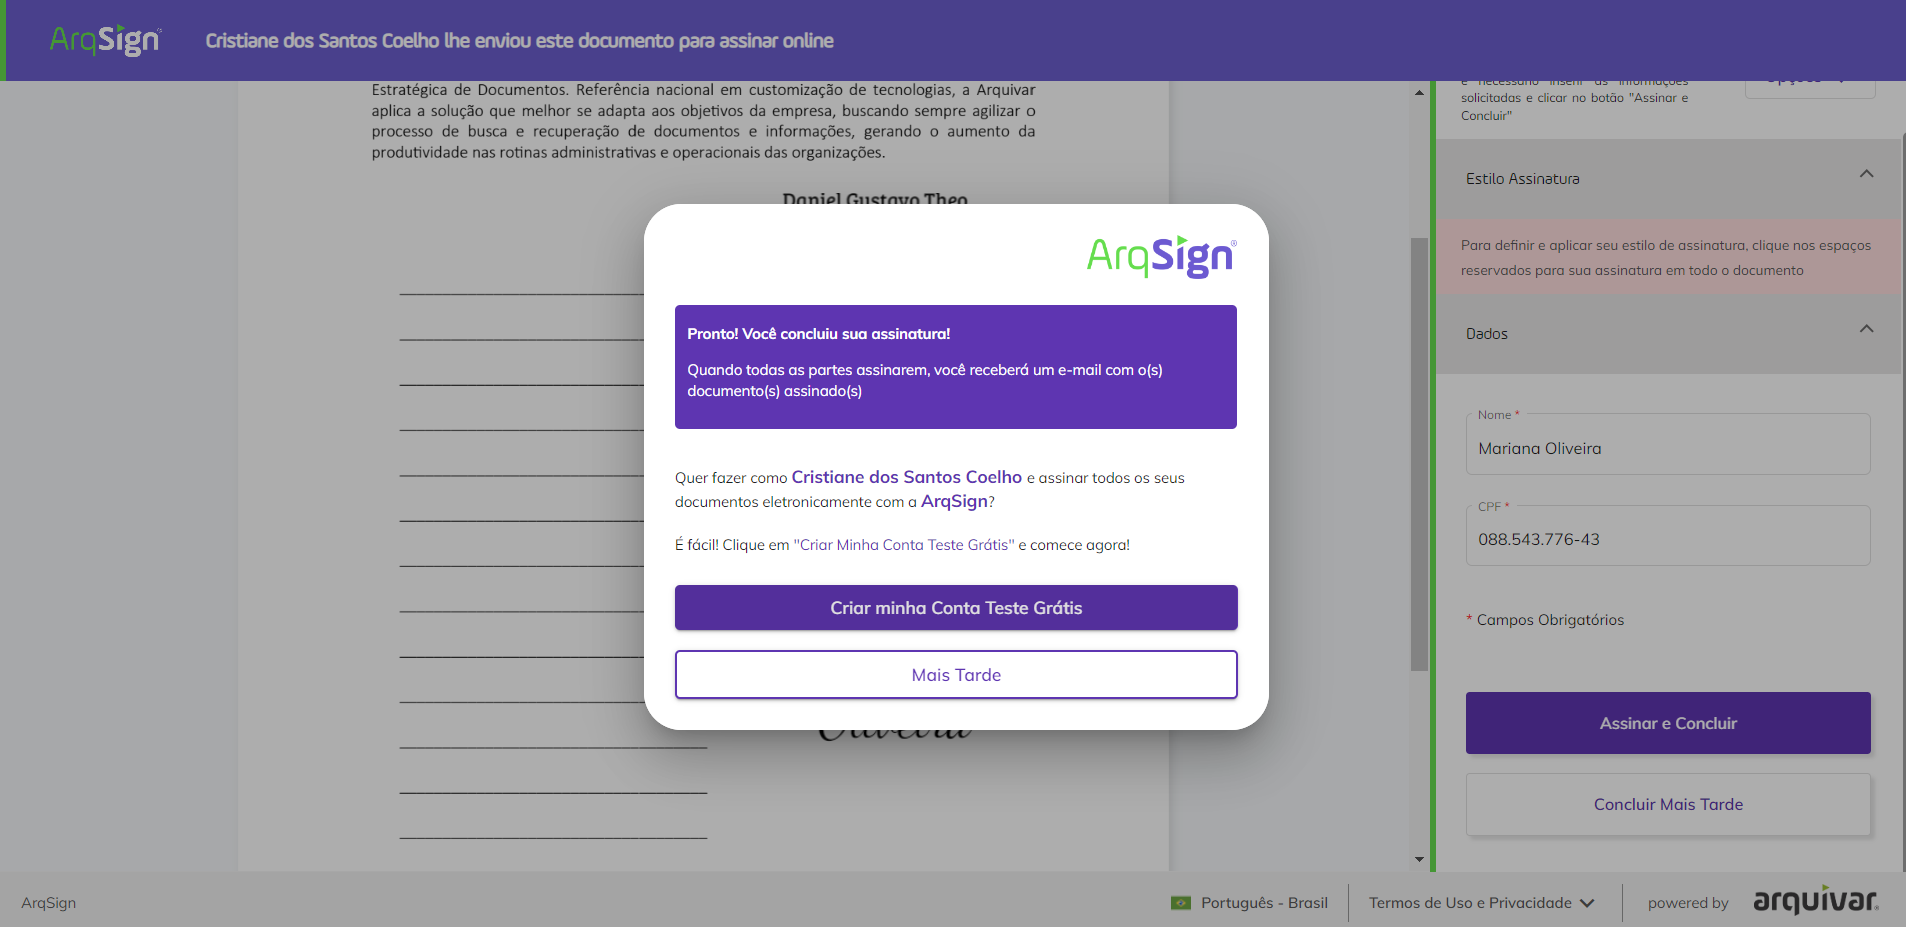 ArqSign
Cristiane dos Santos Coelho lhe enviou este documento para assinar online
Estratégica de Documentos. Referência nacional em customização de tecnologias, a Arquivar
aplica a solução que melhor se adapta aos objetivos da empresa, buscando sempre agilizar o
processo de busca e recuperação de documentos e informações, gerando o aumento da
produtividade nas rotinas administrativas e operacionais das organizações.
Daniel Gustavo Theo
ArqSign®
Pronto! Você concluiu sua assinatura!
Quando todas as partes assinarem, você receberá um e-mail com o(s)
documento(s) assinado(s)
Quer fazer como Cristiane dos Santos Coelho e assinar todos os seus
documentos eletronicamente com a ArqSign?
É fácil! Clique em "Criar Minha Conta Teste Grátis" e comece agora!
Criar minha Conta Teste Grátis
Mais Tarde
Oliveira
é necessário inserir as informações
solicitadas e clicar no botão "Assinar e
Concluir"
Opções
Estilo Assinatura
Para definir e aplicar seu estilo de assinatura, clique nos espaços
reservados para sua assinatura em todo o documento
Dados
Nome *
Mariana Oliveira
CPF *
088.543.776-43
* Campos Obrigatórios
Assinar e Concluir
Concluir Mais Tarde
ArqSign
Português - Brasil
Termos de Uso e Privacidade
powered by
arquivar®